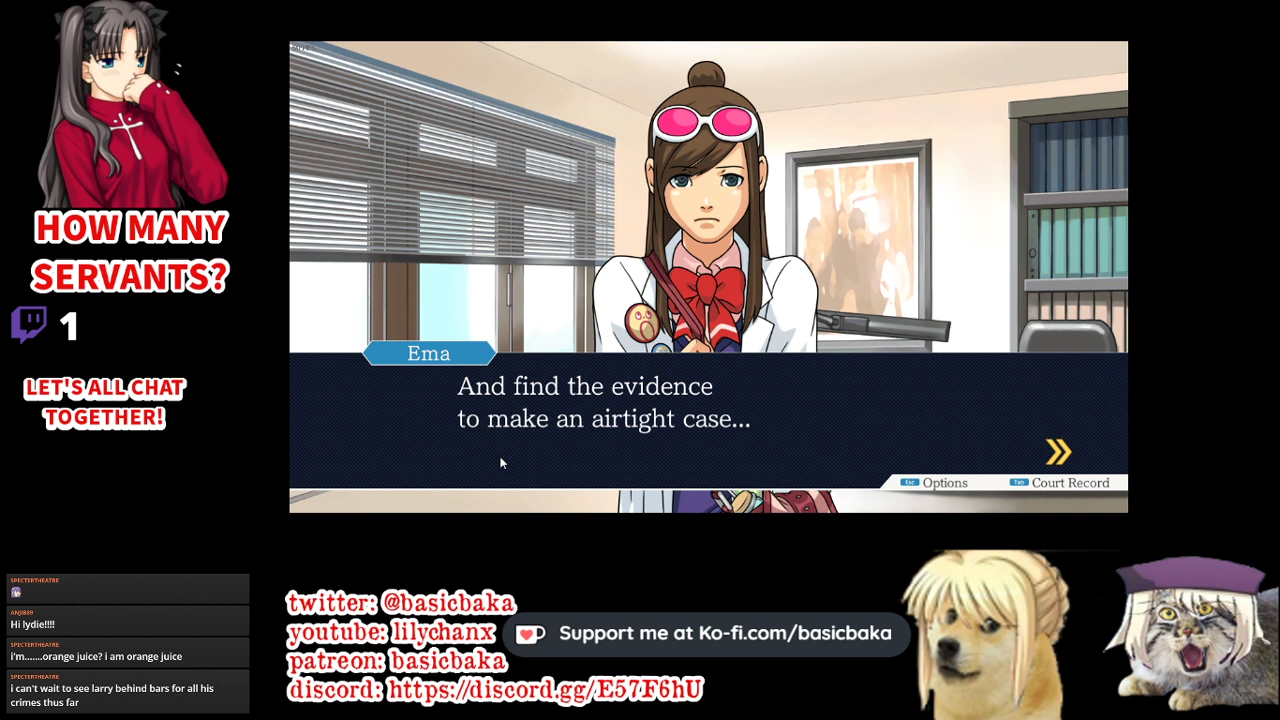 HOW MANY
SERVANTS?
1
LET'S ALL CHAT
TOGETHER!
Ema
And find the evidence
to make an airtight case...
Esc Options
Tab Court Record
SPECTERTHEATRE
ANJI889
Hi lydie!!!!
SPECTERTHEATRE
i'm.......orange juice? i am orange juice
SPECTERTHEATRE
i can't wait to see larry behind bars for all his
crimes thus far
twitter: @basicbaka
youtube: lilychanx
patreon: basicbaka
discord: https://discord.gg/E57F6hU
Support me at Ko-fi.com/basicbaka